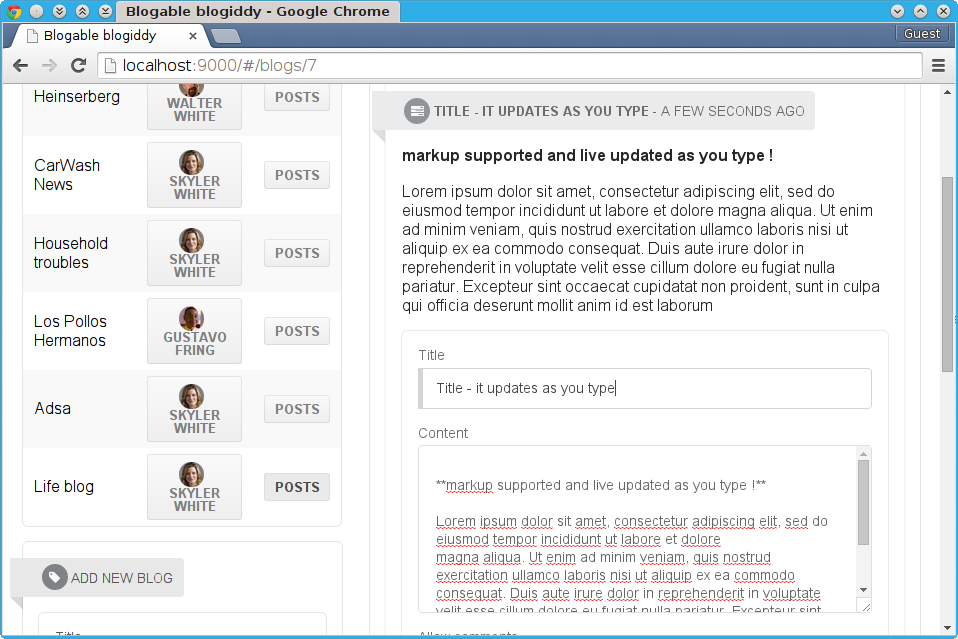 Blogable blogiddy - Google Chrome
Blogable blogiddy
Guest
localhost:9000/#/blogs/7
Heinserberg
WALTER
WHITE
POSTS
CarWash
News
SKYLER
WHITE
POSTS
Household
troubles
SKYLER
WHITE
POSTS
Los Pollos
Hermanos
GUSTAVO
FRING
POSTS
Adsa
SKYLER
WHITE
POSTS
Life blog
SKYLER
WHITE
POSTS
ADD NEW BLOG
Title
TITLE - IT UPDATES AS YOU TYPE - A FEW SECONDS AGO
markup supported and live updated as you type !
Lorem ipsum dolor sit amet, consectetur adipiscing elit, sed do
eiusmod tempor incididunt ut labore et dolore magna aliqua. Ut enim
ad minim veniam, quis nostrud exercitation ullamco laboris nisi ut
aliquip ex ea commodo consequat. Duis aute irure dolor in
reprehenderit in voluptate velit esse cillum dolore eu fugiat nulla
pariatur. Excepteur sint occaecat cupidatat non proident, sunt in culpa
qui officia deserunt mollit anim id est laborum
Title
Title - it updates as you type
Content
**markup supported and live updated as you type !**
Lorem ipsum dolor sit amet, consectetur adipiscing elit, sed do
eiusmod tempor incididunt ut labore et dolore
magna aliqua. Ut enim ad minim veniam, quis nostrud
exercitation ullamco laboris nisi ut aliquip ex ea commodo
consequat. Duis aute irure dolor in reprehenderit in voluptate
velit esse cillum dolore eu fugiat nulla pariatur. Excepteur sint
Allow comments